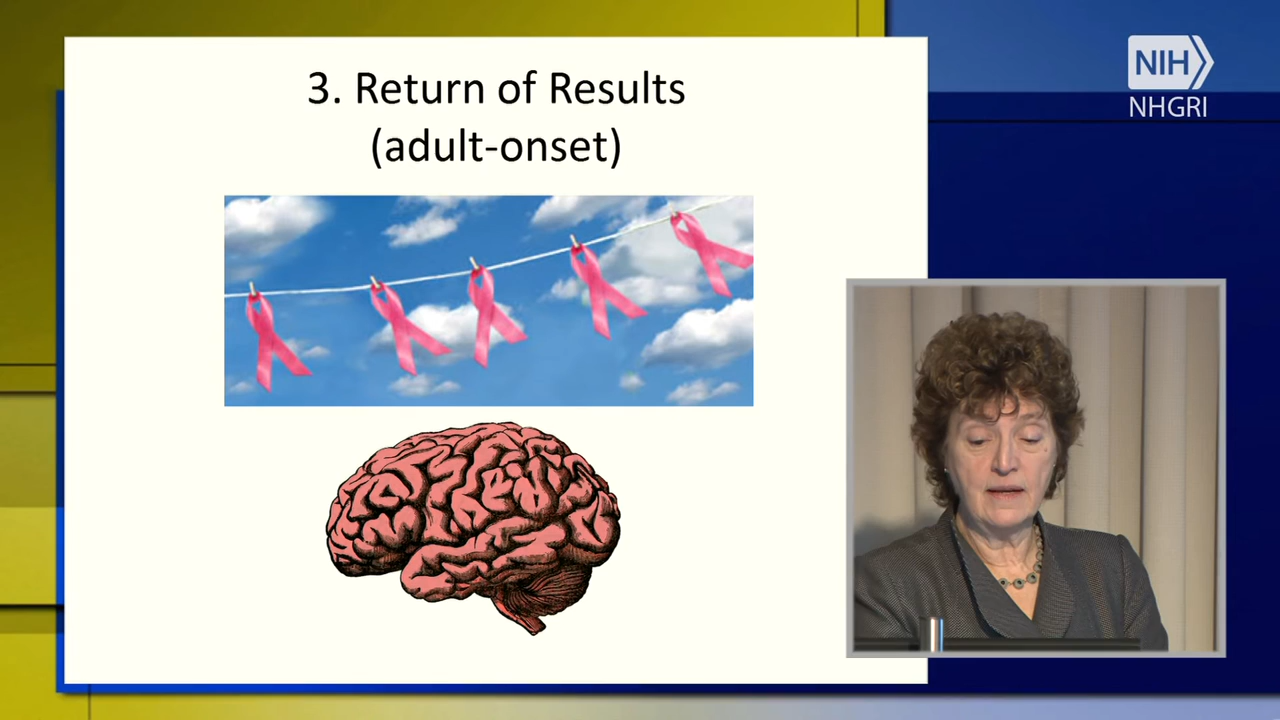 3. Return of Results
(adult-onset)
NIH
NHGRI